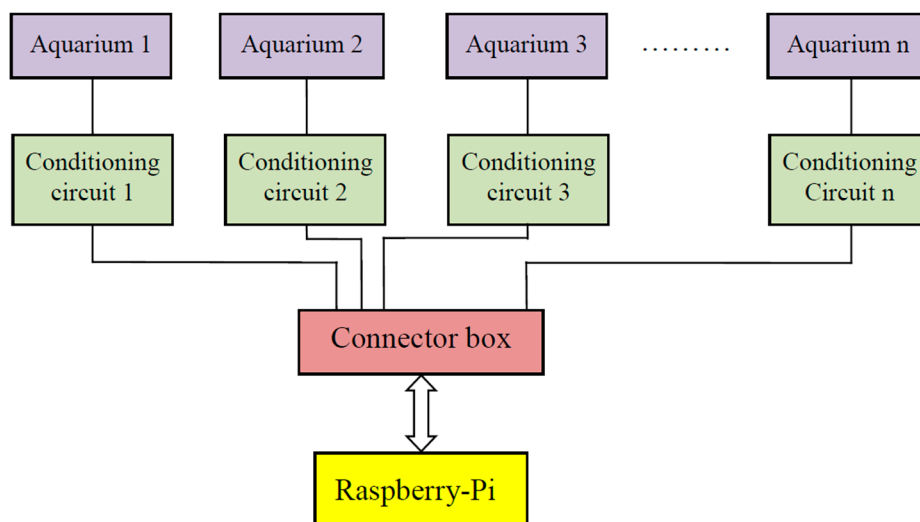 Aquarium 1
Aquarium 2
Aquarium 3
.........
Aquarium n
Conditioning
circuit 1
Conditioning
circuit 2
Conditioning
circuit 3
Conditioning
Circuit n
Connector box
Raspberry-Pi